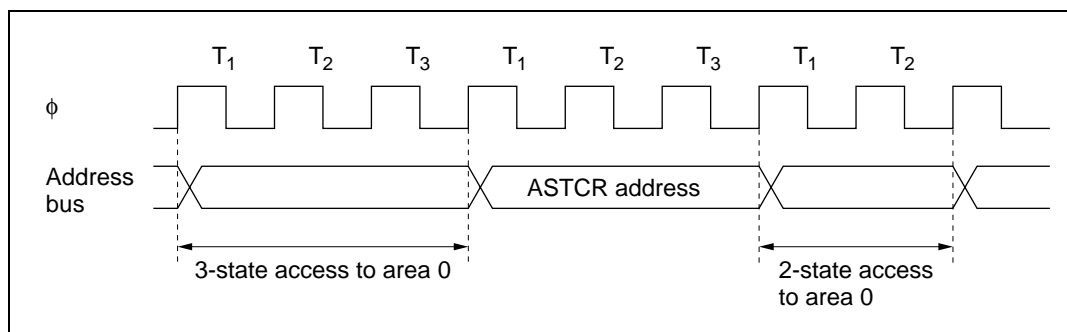 T1 T2 T3 T1 T2 T3 T1 T2
ϕ
Address
bus
ASTCR address
3-state access to area 0
2-state access
to area 0